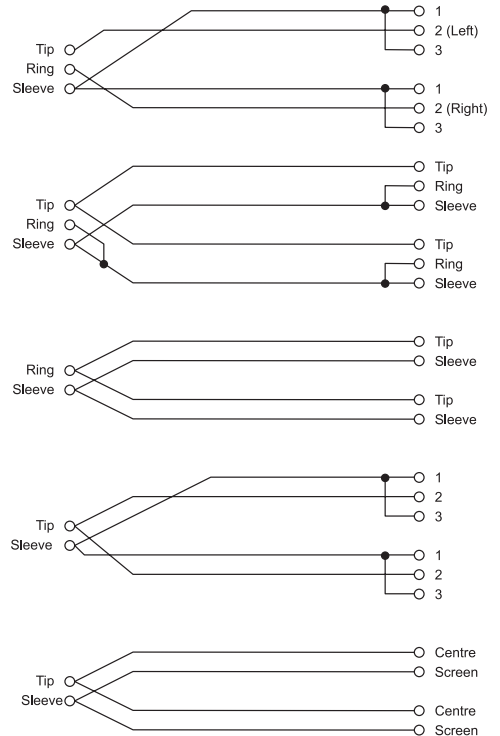 1
2 (Left)
Tip
3
Ring
Sleeve
1
2 (Right)
3
Tip
Ring
Tip
Sleeve
Ring
Sleeve
Tip
Ring
Sleeve
Tip
Ring
Sleeve
Sleeve
Tip
Sleeve
1
2
Tip
3
Sleeve
1
2
3
Centre
Screen
Tip
Sleeve
Centre
Screen